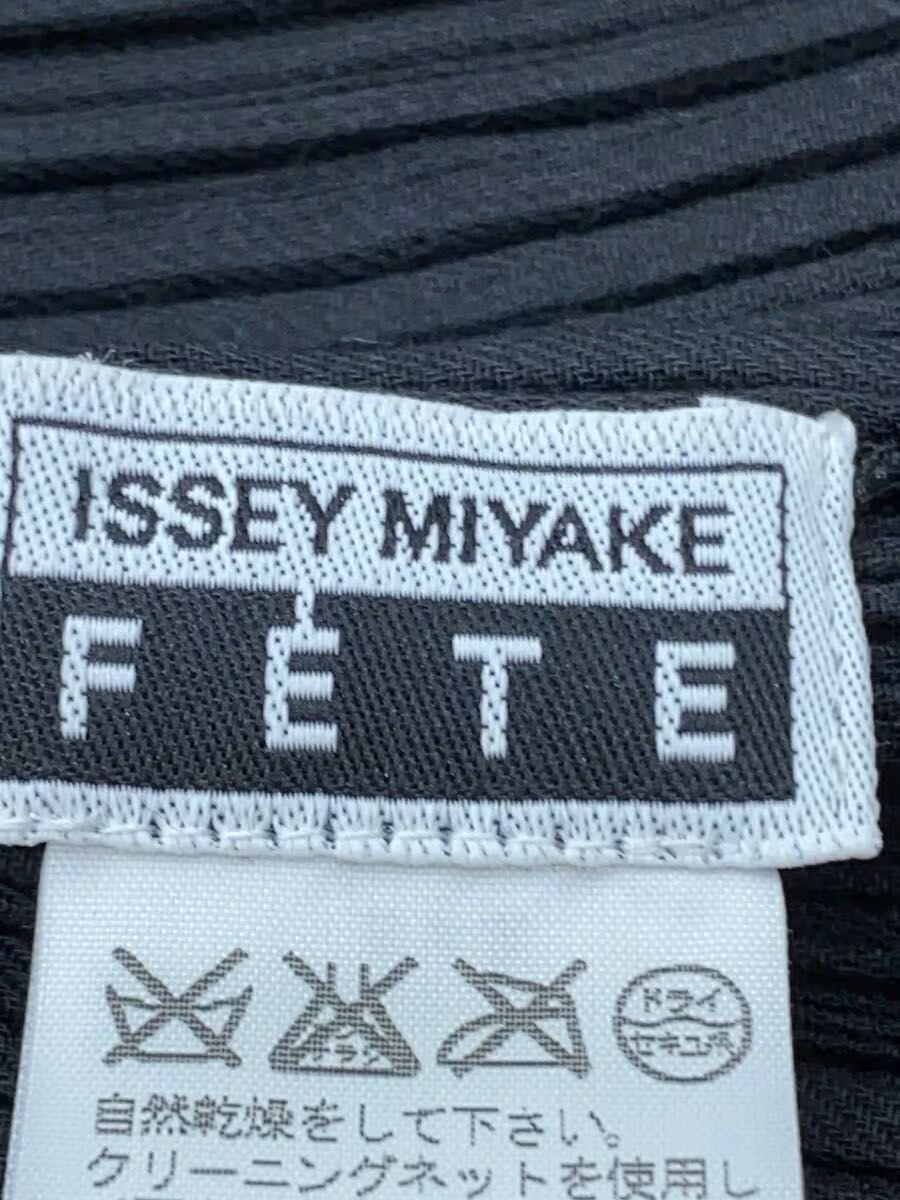 ISSEY MIYAKE
FÊTE
ドライ
セキユ系
自然乾燥をして下さい。
クリーニングネットを使用し